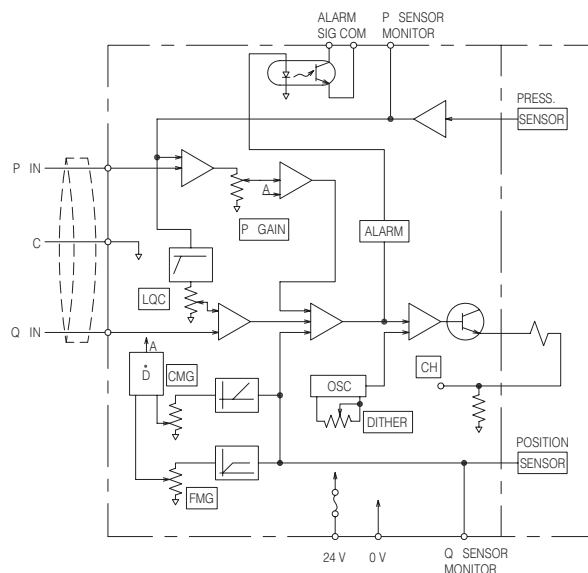 ALARM
SIG COM
P SENSOR
MONITOR
PRESS.
SENSOR
P IN
A
P GAIN
ALARM
C
LQC
Q IN
A
Ḋ
CMG
OSC
CH
DITHER
FMG
POSITION
SENSOR
24 V
0 V
Q SENSOR
MONITOR